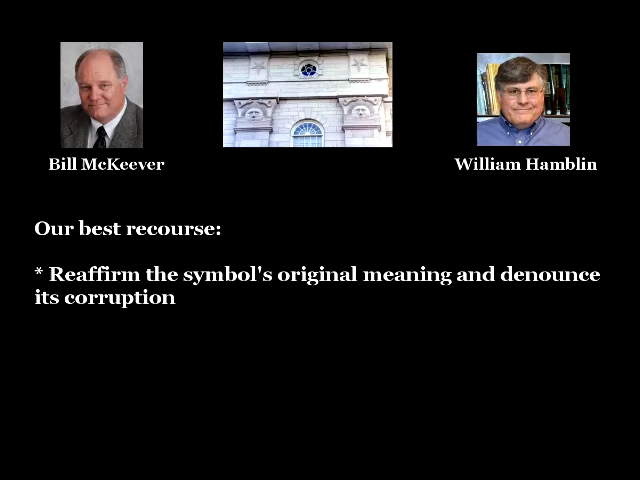 Bill McKeever
William Hamblin
Our best recourse:
* Reaffirm the symbol's original meaning and denounce
its corruption